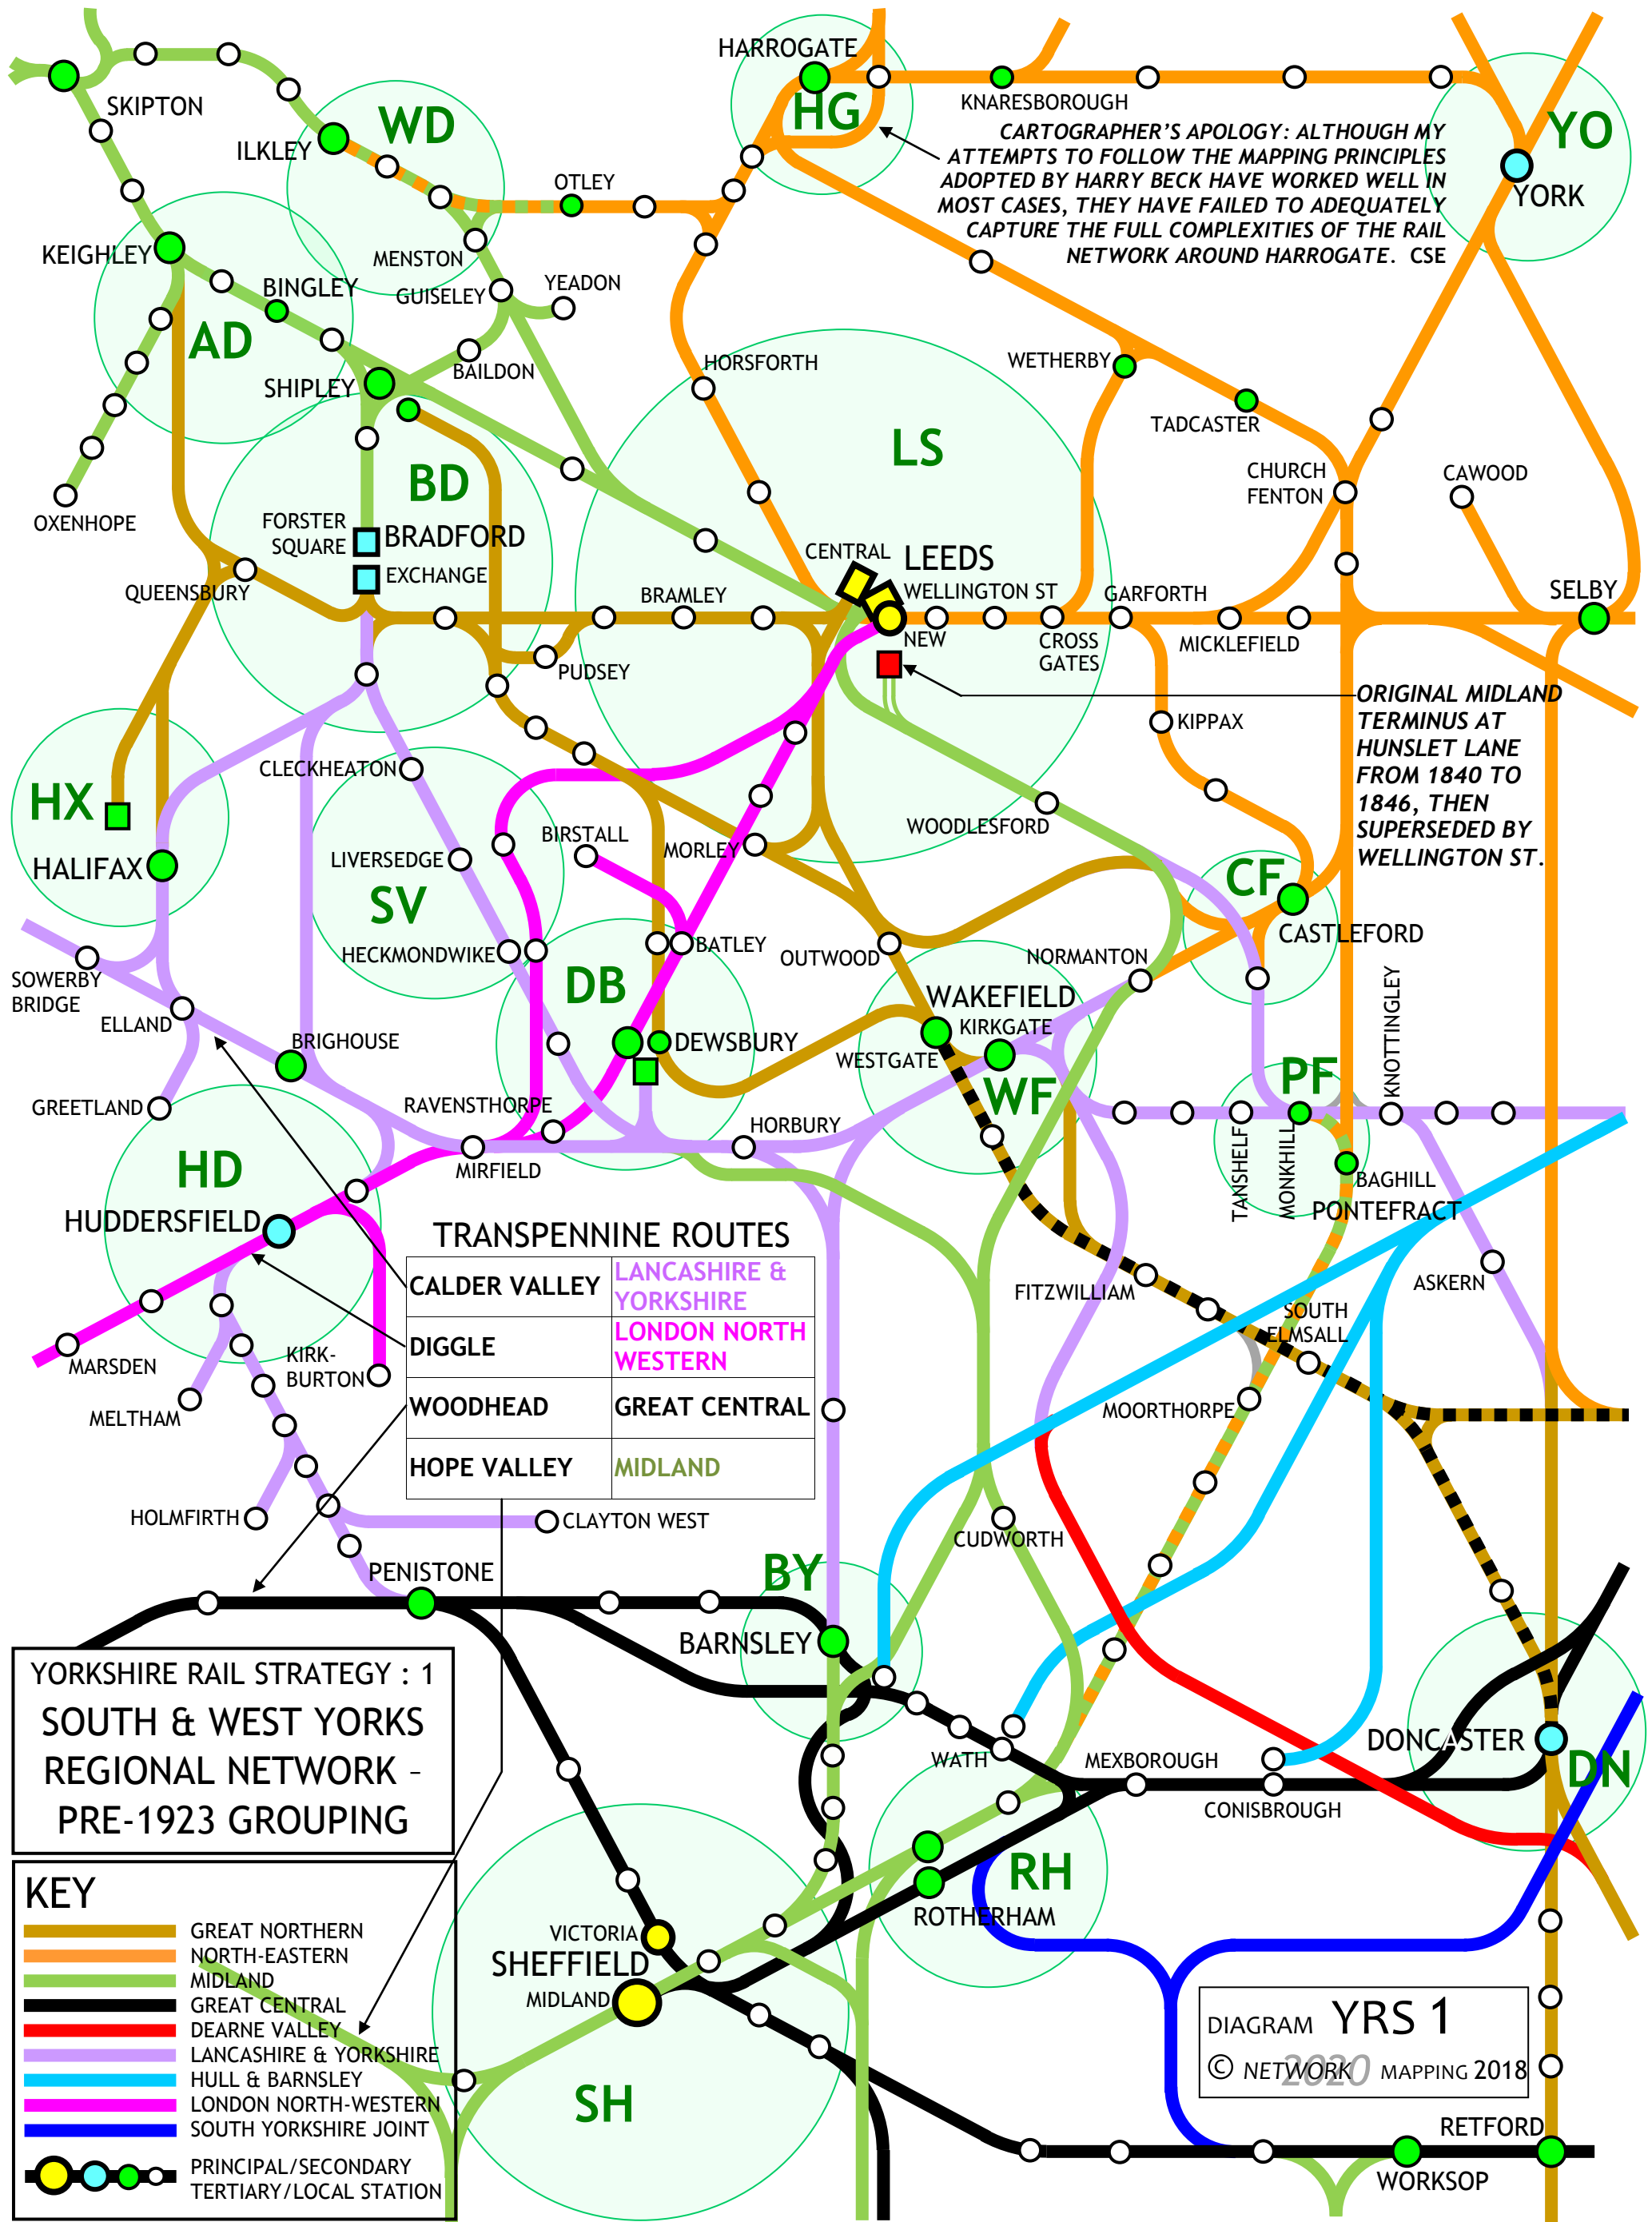 HARROGATE
HG
KNARESBOROUGH
SKIPTON
WD
ILKLEY
OTLEY
CARTOGRAPHER'S APOLOGY: ALTHOUGH MY
ATTEMPTS TO FOLLOW THE MAPPING PRINCIPLES
ADOPTED BY HARRY BECK HAVE WORKED WELL IN
MOST CASES, THEY HAVE FAILED TO ADEQUATELY
CAPTURE THE FULL COMPLEXITIES OF THE RAIL
NETWORK AROUND HARROGATE. CSE
YO
YORK
KEIGHLEY
BINGLEY
MENSTON
GUISELEY
YEADON
AD
SHIPLEY
BAILDON
HORSFORTH
WETHERBY
TADCASTER
LS
BD
CHURCH
FENTON
CAWOOD
OXENHOPE
FORSTER
SQUARE
BRADFORD
EXCHANGE
QUEENSBURY
CENTRAL
LEEDS
WELLINGTON ST
BRAMLEY
NEW
CROSS
GATES
GARFORTH
MICKLEFIELD
SELBY
PUDSEY
KIPPAX
ORIGINAL MIDLAND
TERMINUS AT
HUNSLET LANE
FROM 1840 TO
1846, THEN
SUPERSEDED BY
WELLINGTON ST.
HX
HALIFAX
CLECKHEATON
LIVERSEDGE
SV
HECKMONDWIKE
BIRSTALL
MORLEY
WOODLESFORD
CF
CASTLEFORD
BATLEY
OUTWOOD
NORMANTON
SOWERBY
BRIDGE
ELLAND
BRIGHOUSE
DB
DEWSBURY
WAKEFIELD
KIRKGATE
WESTGATE
WF
KNOTTINGLEY
PF
GREETLAND
RAVENSTHORPE
HORBURY
MIRFIELD
TANSHELF
MONKHILL
BAGHILL
PONTEFRACT
HD
HUDDERSFIELD
TRANSPENNINE ROUTES
CALDER VALLEY LANCASHIRE &
YORKSHIRE
DIGGLE LONDON NORTH
WESTERN
WOODHEAD GREAT CENTRAL
HOPE VALLEY MIDLAND
FITZWILLIAM
SOUTH
ELMSALL
ASKERN
MARSDEN
KIRK-
BURTON
MELTHAM
MOORTHORPE
HOLMFIRTH
CLAYTON WEST
CUDWORTH
PENISTONE
BY
BARNSLEY
WATH
MEXBOROUGH
CONISBROUGH
DONCASTER
DN
YORKSHIRE RAIL STRATEGY : 1
SOUTH & WEST YORKS
REGIONAL NETWORK –
PRE-1923 GROUPING
RH
ROTHERHAM
VICTORIA
SHEFFIELD
MIDLAND
SH
KEY
GREAT NORTHERN
NORTH-EASTERN
MIDLAND
GREAT CENTRAL
DEARNE VALLEY
LANCASHIRE & YORKSHIRE
HULL & BARNSLEY
LONDON NORTH-WESTERN
SOUTH YORKSHIRE JOINT
PRINCIPAL/SECONDARY
TERTIARY/LOCAL STATION
DIAGRAM YRS 1
© NETWORK 2020 MAPPING 2018
RETFORD
WORKSOP